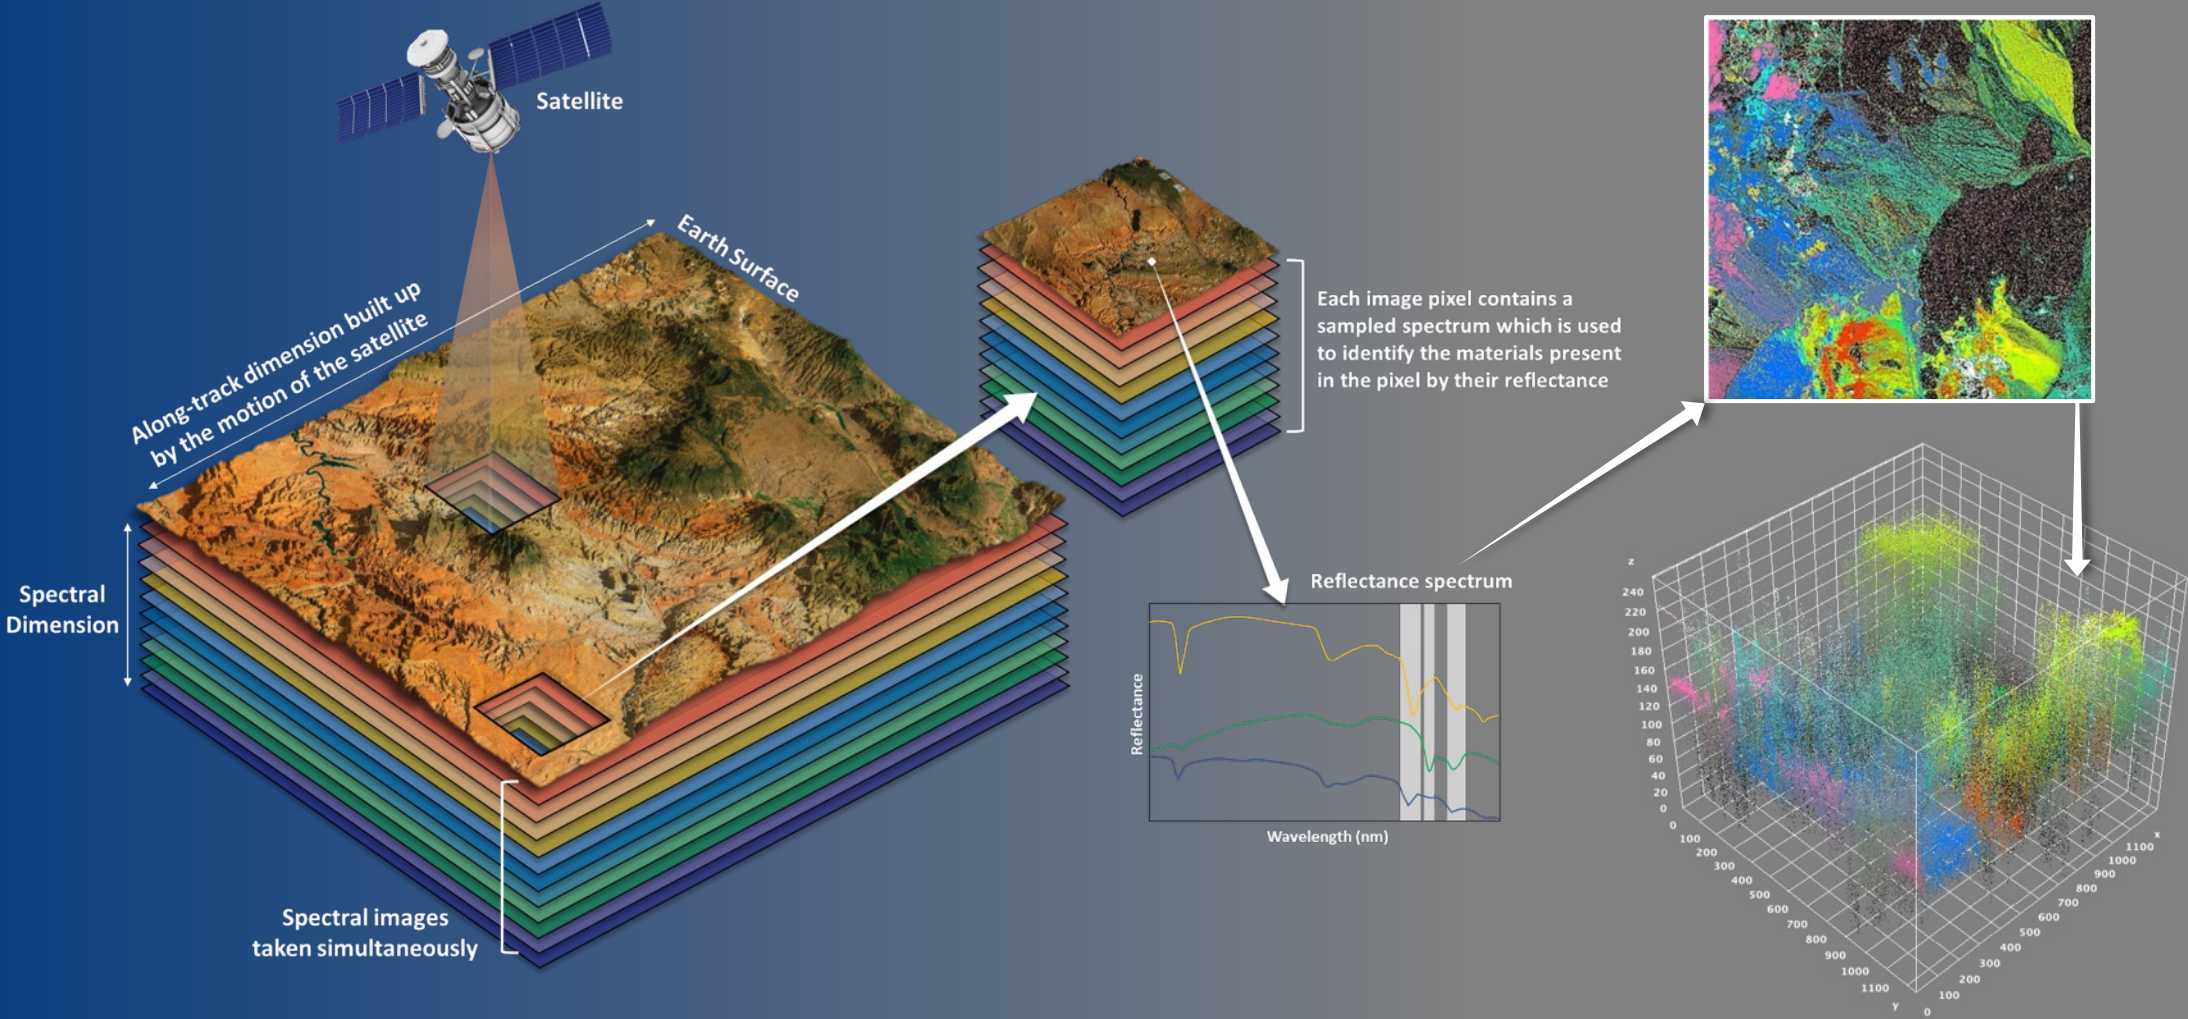 Satellite
Earth Surface
Along-track dimension built up
by the motion of the satellite
Spectral
Dimension
Spectral images
taken simultaneously
Each image pixel contains a
sampled spectrum which is used
to identify the materials present
in the pixel by their reflectance
Reflectance spectrum
Reflectance
Wavelength (nm)
z
240
220
200
180
160
140
120
100
80
60
40
20
0
0
100
200
300
400
500
600
700
800
900
1000
1100
y
x
1100
1000
900
800
700
600
500
400
300
200
100
0